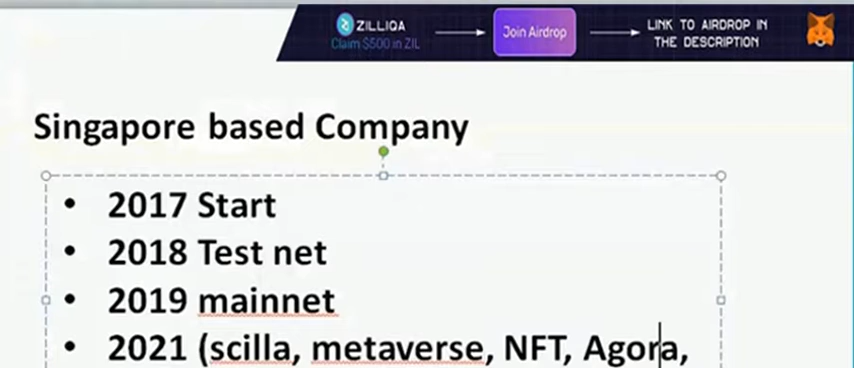 ZILLIQA
Claim $500 in ZIL
Join Airdrop
LINK TO AIRDROP IN
THE DESCRIPTION
Singapore based Company
• 2017 Start
• 2018 Test net
• 2019 mainnet
• 2021 (scilla, metaverse, NFT, Agora,